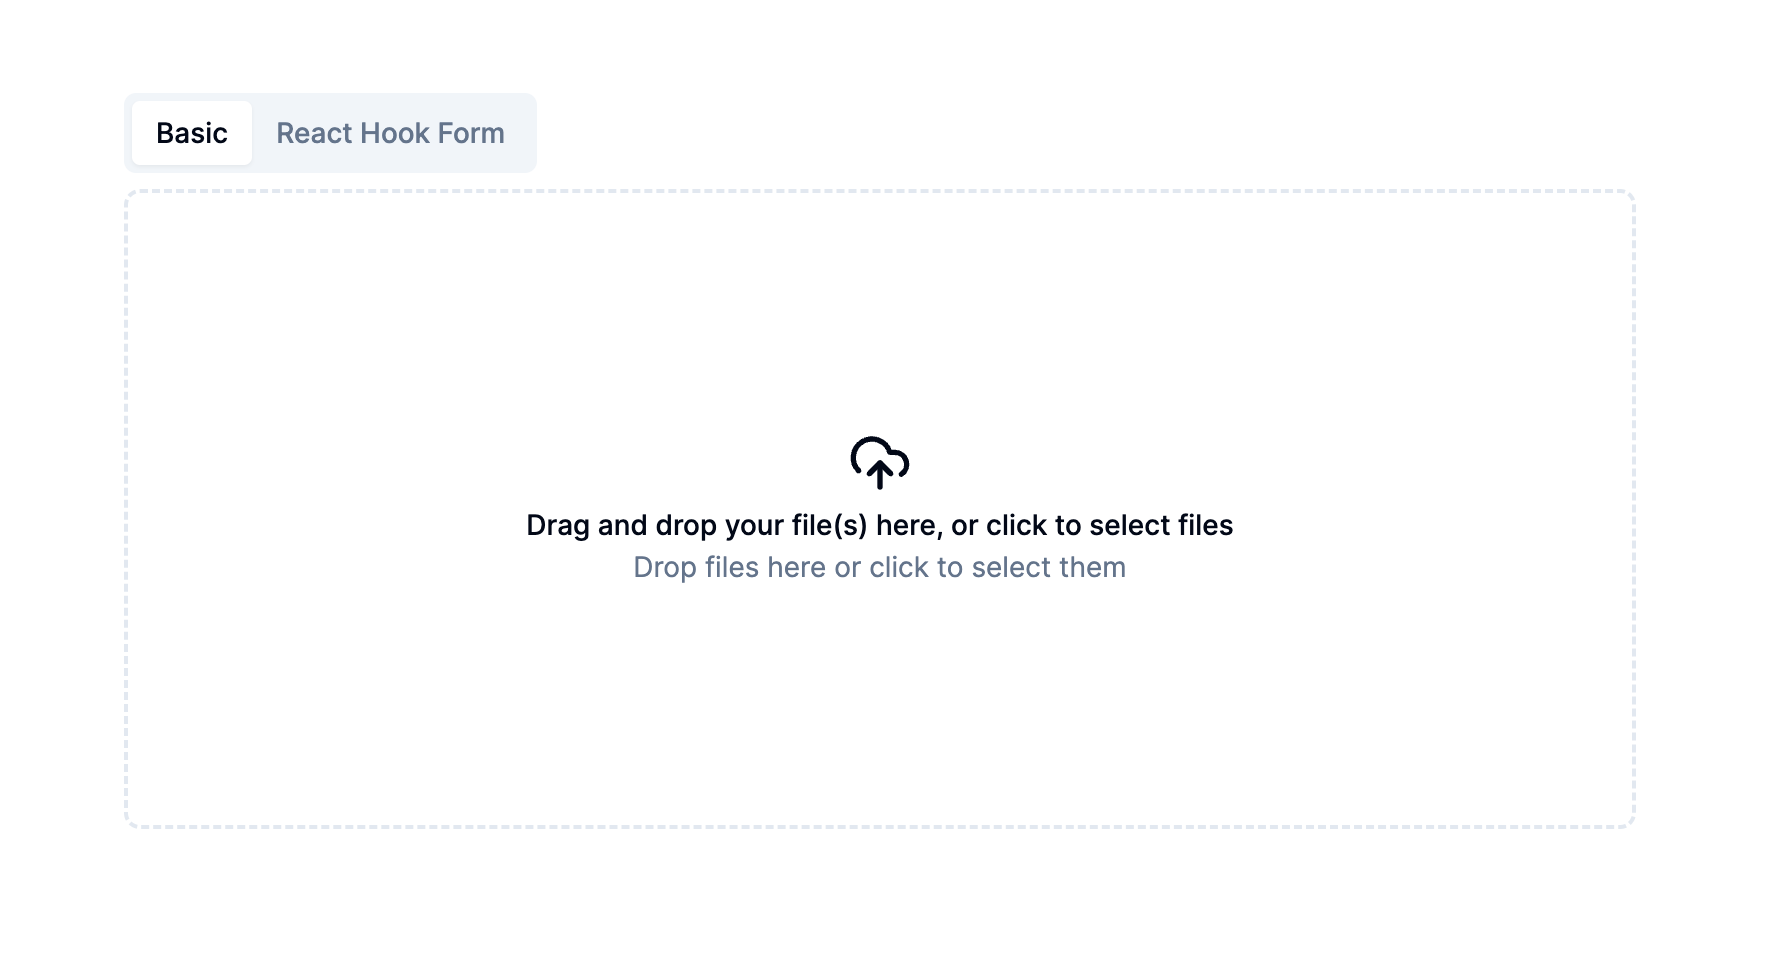 Basic
React Hook Form
Drag and drop your file(s) here, or click to select files
Drop files here or click to select them